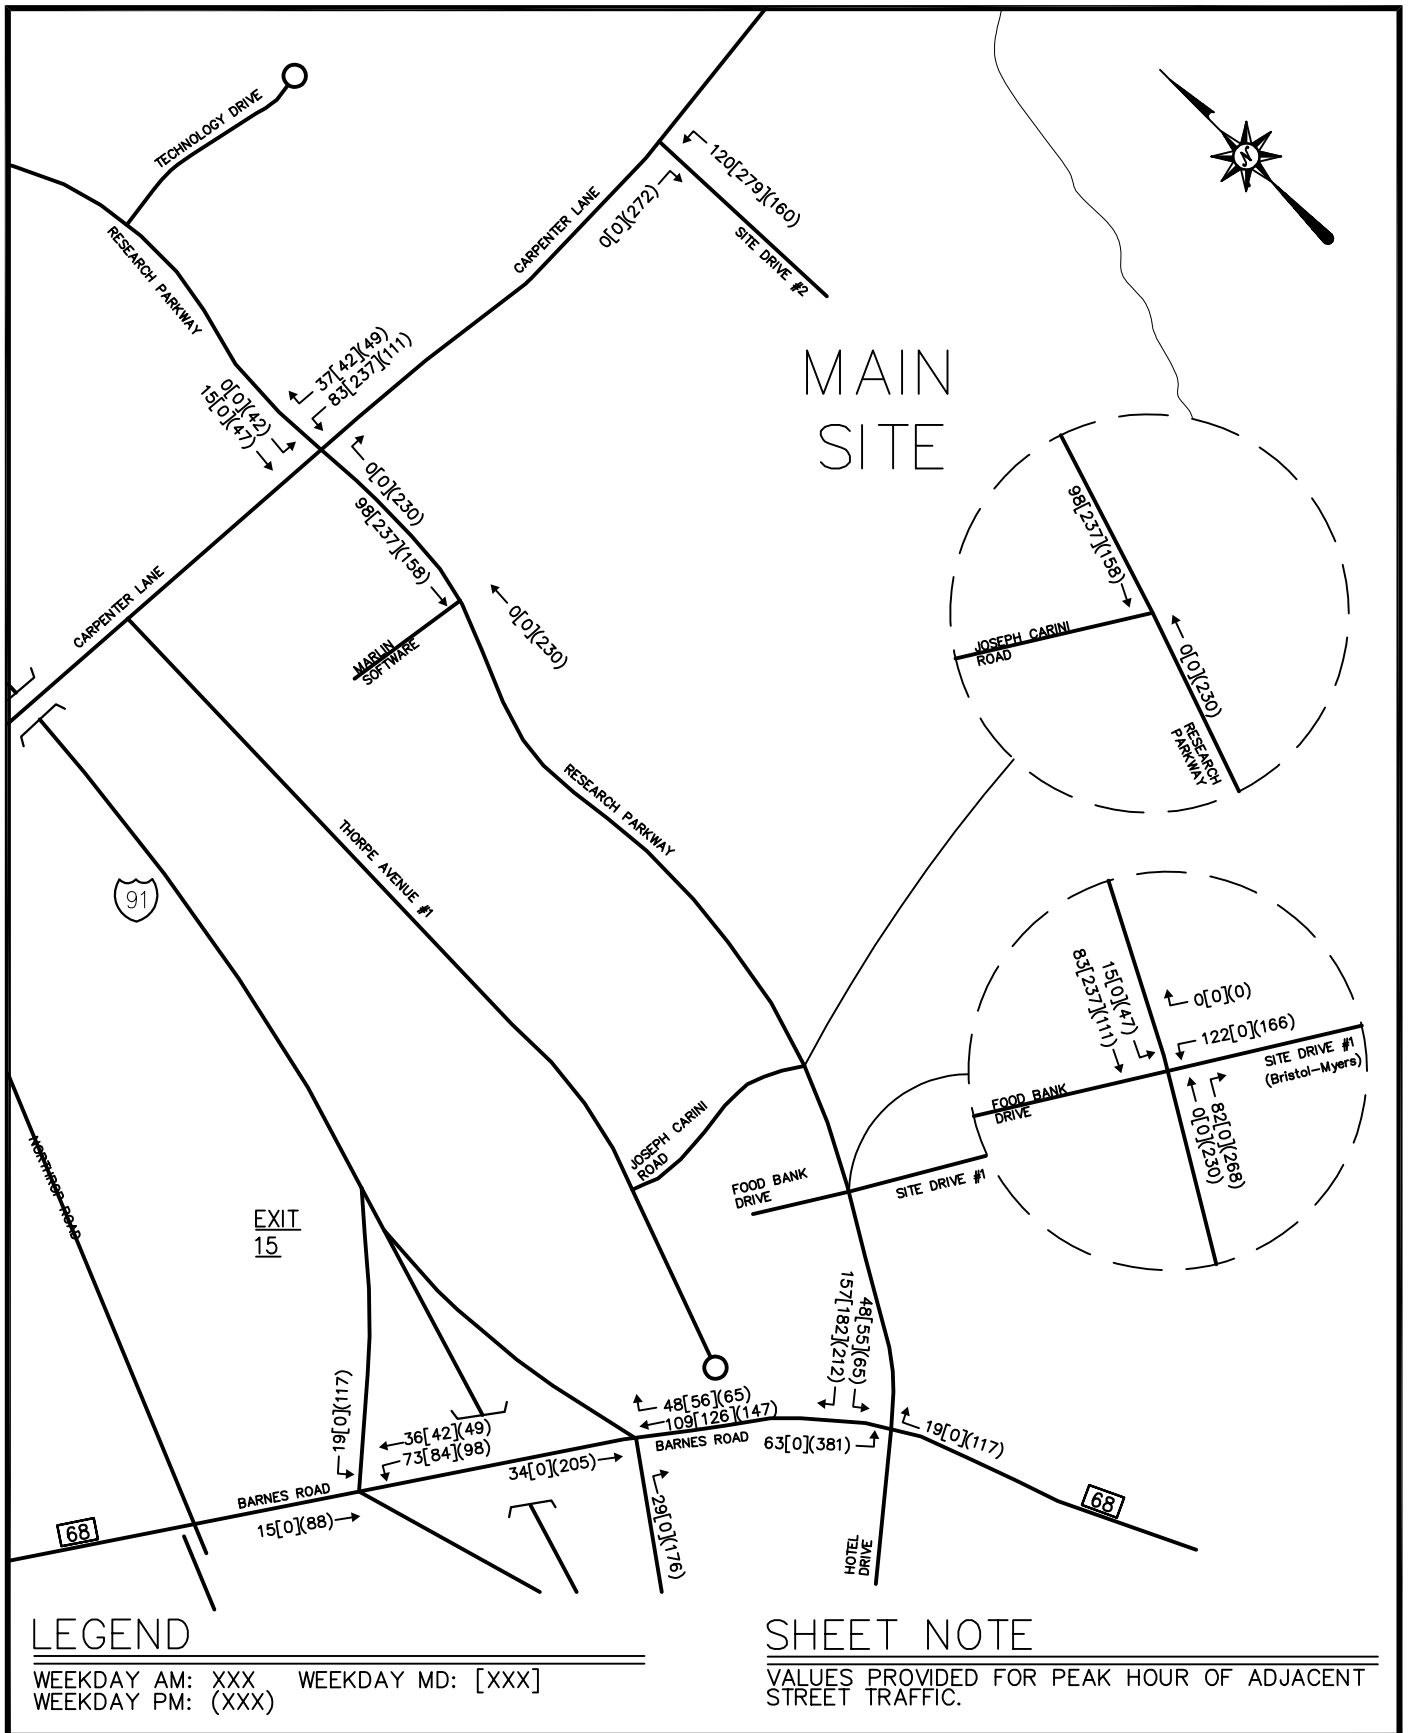 TECHNOLOGY DRIVE
RESEARCH PARKWAY
CARPENTER LANE
120[279](160)
0[0](272)
SITE DRIVE #2
N
37[42](49)
83[237](111)
0[0](42)
15[0](47)
0[0](230)
98[237](158)
MAIN
SITE
CARPENTER LANE
MARLIN
SOFTWARE
0[0](230)
98[237](158)
JOSEPH CARINI
ROAD
0[0](230)
RESEARCH
PARKWAY
RESEARCH PARKWAY
THORPE AVENUE #1
91
15[0](47)
83[237](111)
0[0](0)
122[0](166)
SITE DRIVE #1
(Bristol-Myers)
FOOD BANK
DRIVE
82[0](268)
0[0](230)
NORTHROP ROAD
JOSEPH CARINI
ROAD
FOOD BANK
DRIVE
SITE DRIVE #1
EXIT
15
48[55](65)
157[182](212)
19[0](117)
36[42](49)
73[84](98)
48[56](65)
109[126](147)
BARNES ROAD
63[0](381)
19[0](117)
34[0](205)
29[0](176)
BARNES ROAD
68
15[0](88)
HOTEL
DRIVE
68
LEGEND
WEEKDAY AM: XXX WEEKDAY MD: [XXX]
WEEKDAY PM: (XXX)
SHEET NOTE
VALUES PROVIDED FOR PEAK HOUR OF ADJACENT
STREET TRAFFIC.